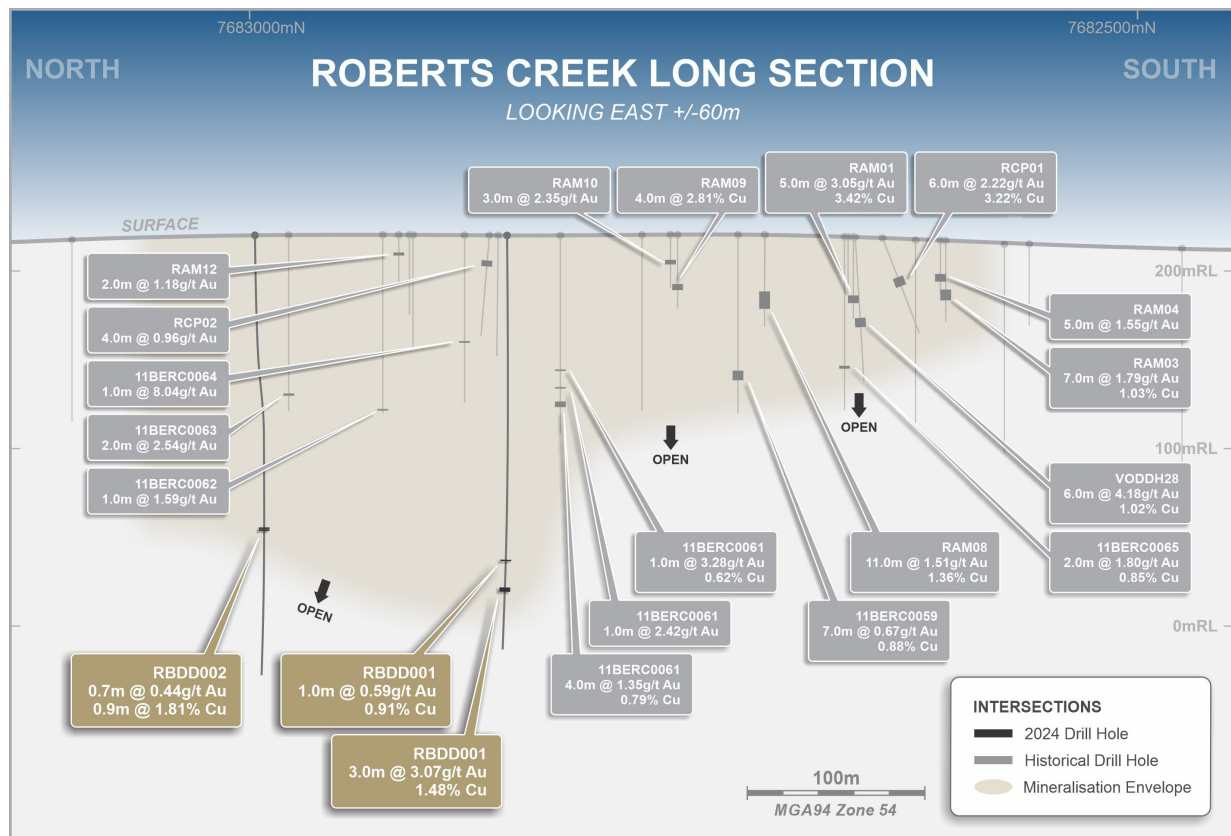 7683000mN
7682500mN
NORTH
ROBERTS CREEK LONG SECTION
SOUTH
LOOKING EAST +/-60m
RAM10
3.0m @ 2.35g/t Au
RAM09
4.0m @ 2.81% Cu
RAM01
5.0m @ 3.05g/t Au
3.42% Cu
RCP01
6.0m @ 2.22g/t Au
3.22% Cu
SURFACE
200mRL
RAM12
2.0m @ 1.18g/t Au
RCP02
4.0m @ 0.96g/t Au
11BERC0064
1.0m @ 8.04g/t Au
11BERC0063
2.0m @ 2.54g/t Au
11BERC0062
1.0m @ 1.59g/t Au
RAM04
5.0m @ 1.55g/t Au
RAM03
7.0m @ 1.79g/t Au
1.03% Cu
OPEN
OPEN
100mRL
VODDH28
6.0m @ 4.18g/t Au
1.02% Cu
11BERC0061
1.0m @ 3.28g/t Au
0.62% Cu
RAM08
11.0m @ 1.51g/t Au
1.36% Cu
11BERC0065
2.0m @ 1.80g/t Au
0.85% Cu
OPEN
11BERC0061
1.0m @ 2.42g/t Au
11BERC0059
7.0m @ 0.67g/t Au
0.88% Cu
0mRL
RBDD002
0.7m @ 0.44g/t Au
0.9m @ 1.81% Cu
RBDD001
1.0m @ 0.59g/t Au
0.91% Cu
11BERC0061
4.0m @ 1.35g/t Au
0.79% Cu
RBDD001
3.0m @ 3.07g/t Au
1.48% Cu
100m
MGA94 Zone 54
INTERSECTIONS
2024 Drill Hole
Historical Drill Hole
Mineralisation Envelope